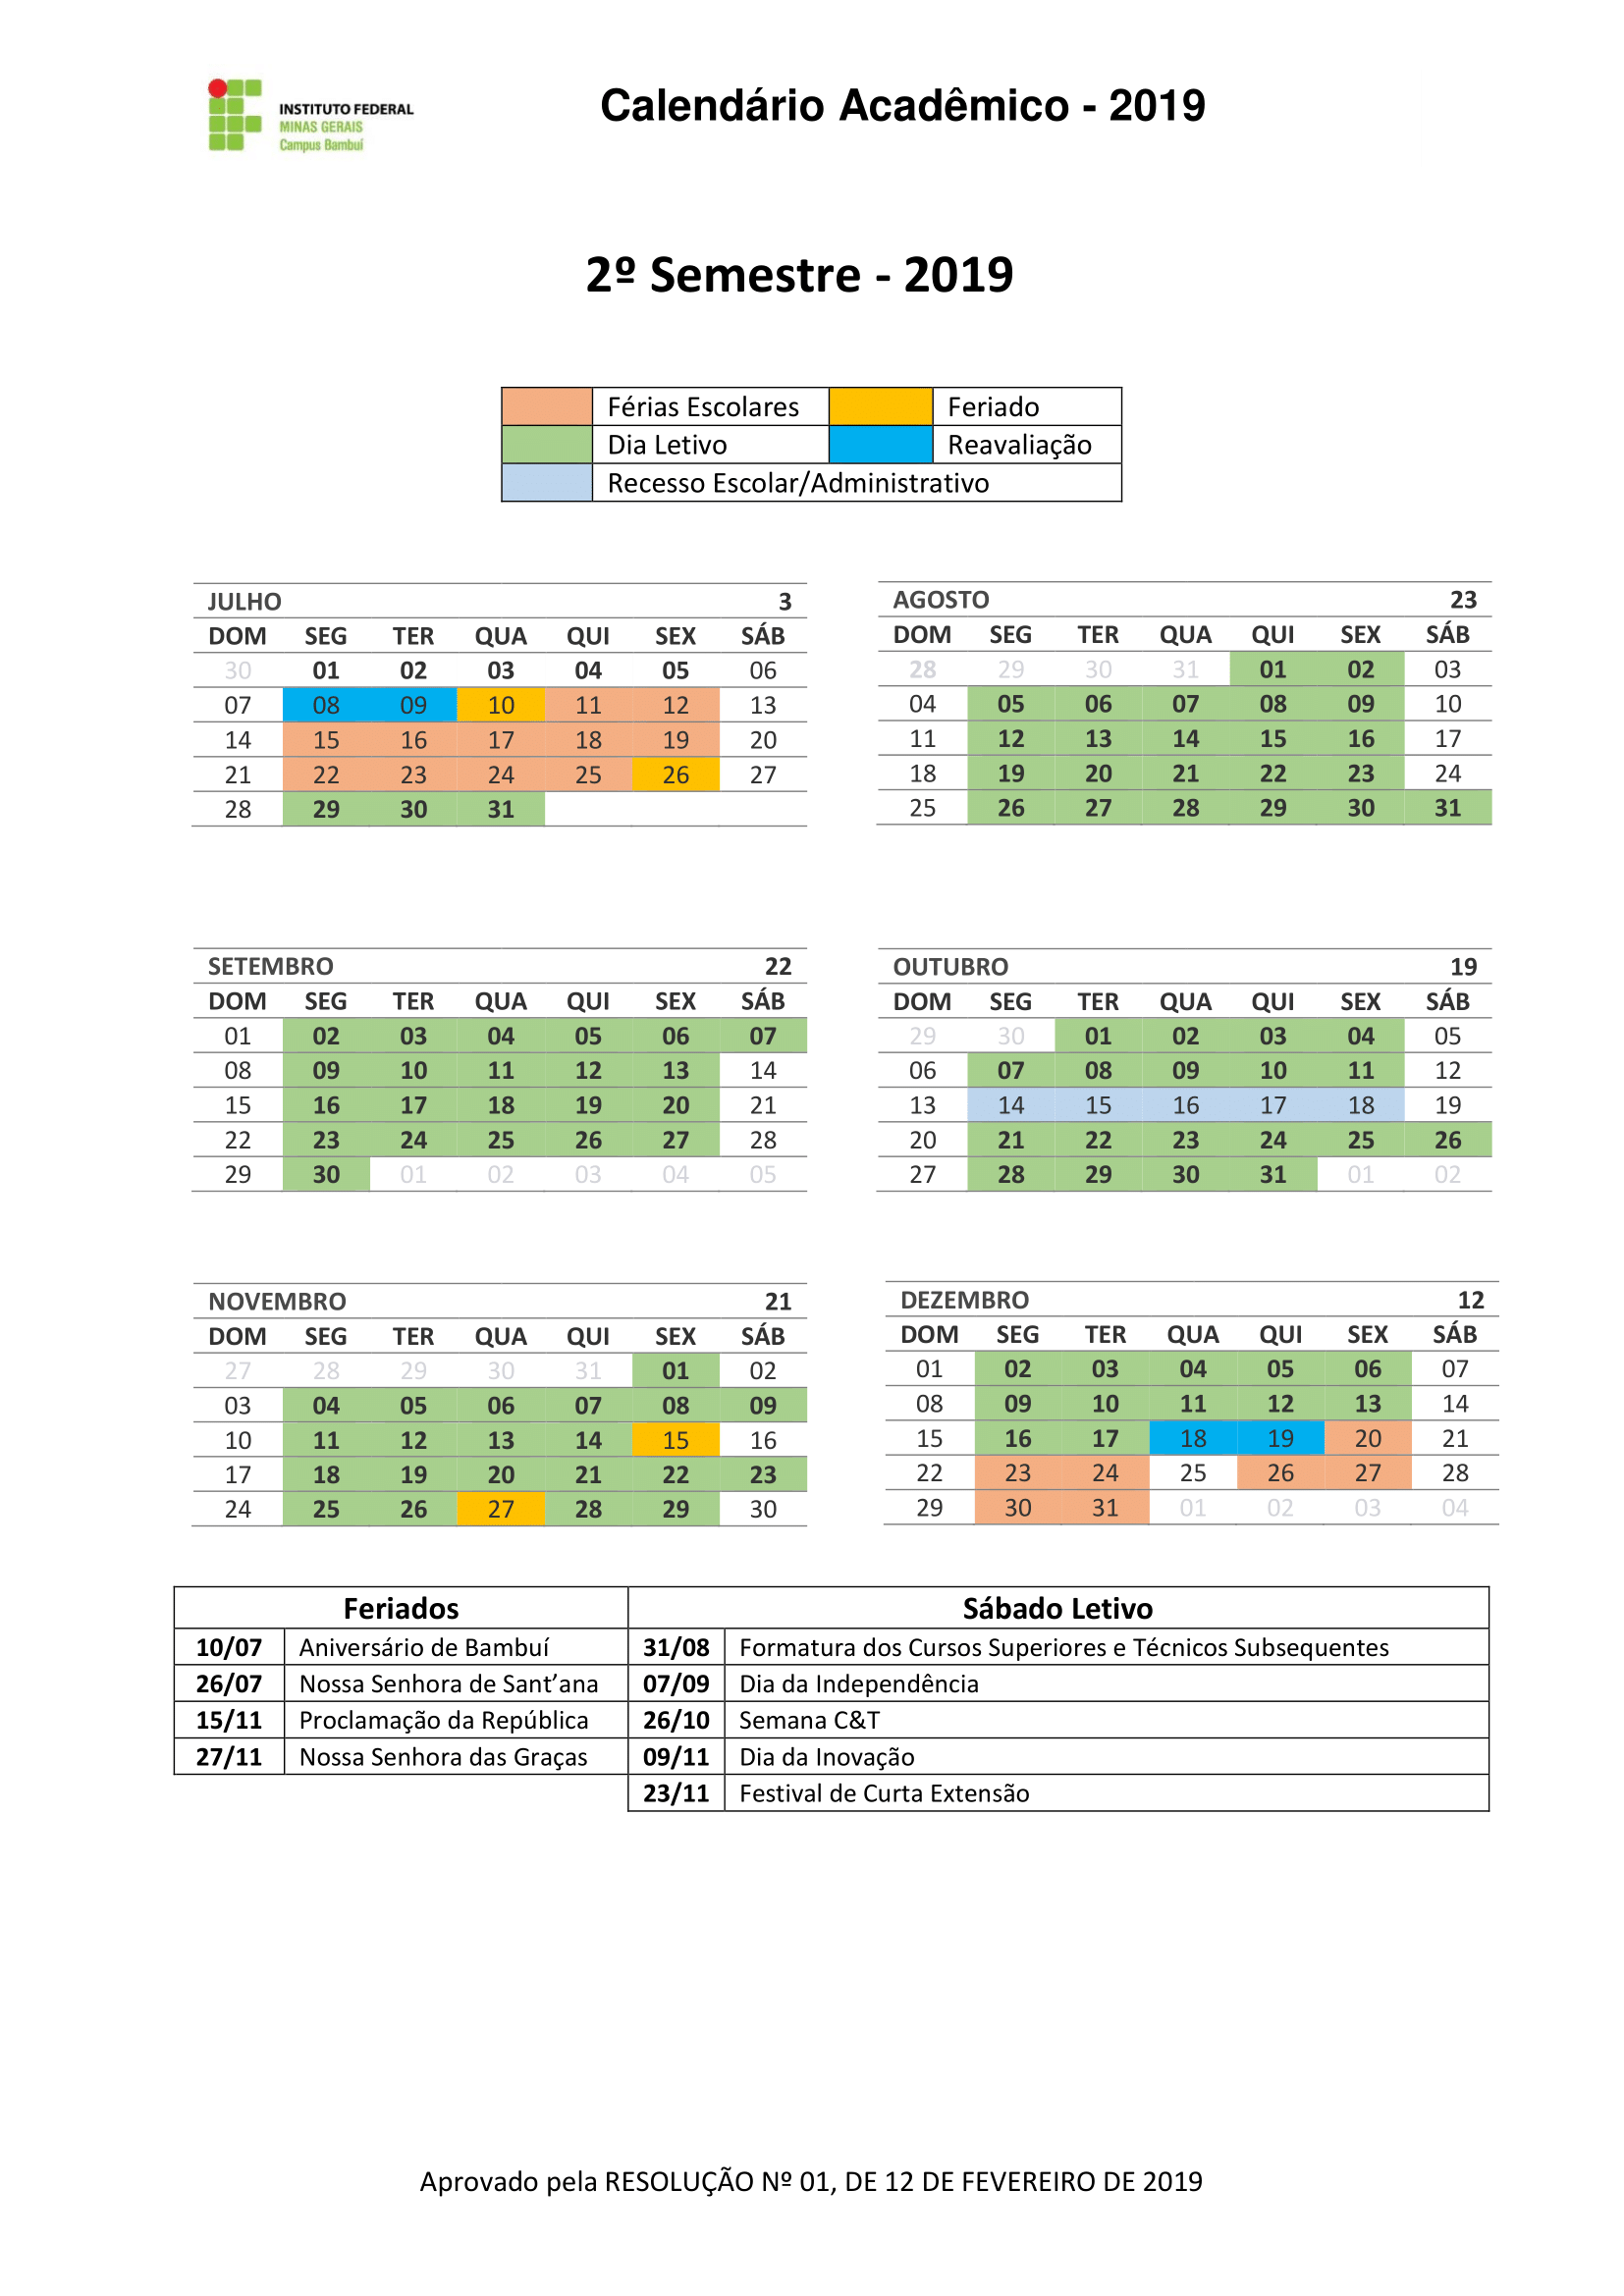 INSTITUTO FEDERAL
MINAS GERAIS
Campus Bambuí
Calendário Acadêmico - 2019
2º Semestre - 2019
Férias Escolares Feriado
Dia Letivo Reavaliação
Recesso Escolar/Administrativo
JULHO 3
DOM SEG TER QUA QUI SEX SÁB
30 01 02 03 04 05 06
07 08 09 10 11 12 13
14 15 16 17 18 19 20
21 22 23 24 25 26 27
28 29 30 31
AGOSTO 23
DOM SEG TER QUA QUI SEX SÁB
28 29 30 31 01 02 03
04 05 06 07 08 09 10
11 12 13 14 15 16 17
18 19 20 21 22 23 24
25 26 27 28 29 30 31
SETEMBRO 22
DOM SEG TER QUA QUI SEX SÁB
01 02 03 04 05 06 07
08 09 10 11 12 13 14
15 16 17 18 19 20 21
22 23 24 25 26 27 28
29 30 01 02 03 04 05
OUTUBRO 19
DOM SEG TER QUA QUI SEX SÁB
29 30 01 02 03 04 05
06 07 08 09 10 11 12
13 14 15 16 17 18 19
20 21 22 23 24 25 26
27 28 29 30 31 01 02
NOVEMBRO 21
DOM SEG TER QUA QUI SEX SÁB
27 28 29 30 31 01 02
03 04 05 06 07 08 09
10 11 12 13 14 15 16
17 18 19 20 21 22 23
24 25 26 27 28 29 30
DEZEMBRO 12
DOM SEG TER QUA QUI SEX SÁB
01 02 03 04 05 06 07
08 09 10 11 12 13 14
15 16 17 18 19 20 21
22 23 24 25 26 27 28
29 30 31 01 02 03 04
Feriados Sábado Letivo
10/07 Aniversário de Bambuí 31/08 Formatura dos Cursos Superiores e Técnicos Subsequentes
26/07 Nossa Senhora de Sant’ana 07/09 Dia da Independência
15/11 Proclamação da República 26/10 Semana C&T
27/11 Nossa Senhora das Graças 09/11 Dia da Inovação
23/11 Festival de Curta Extensão
Aprovado pela RESOLUÇÃO Nº 01, DE 12 DE FEVEREIRO DE 2019